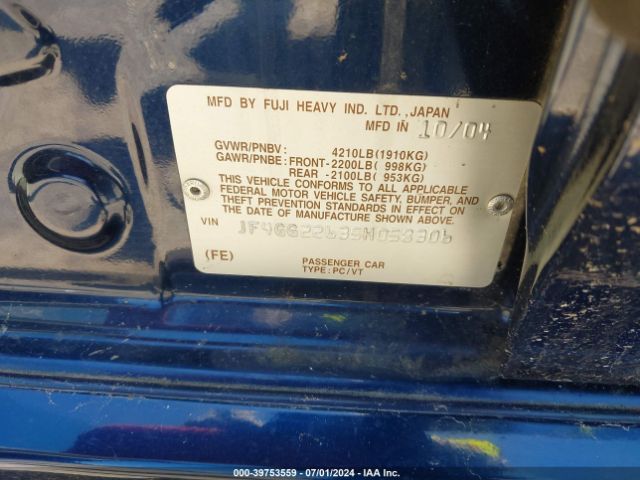 MFD BY FUJI HEAVY IND. LTD. ,JAPAN
MFD IN 10/04
GVWR/PNBV : 4210LB(1910KG)
GAWR/PNBE : FRONT-2200LB( 998KG)
REAR -2100LB( 953KG)
THIS VEHICLE CONFORMS TO ALL APPLICABLE
FEDERAL MOTOR VEHICLE SAFETY, BUMPER, AND
THEFT PREVENTION STANDARDS IN EFFECT ON
THE DATE OF MANUFACTURE SHOWN ABOVE.
VIN
(FE) PASSENGER CAR
TYPE : PC/VT
000-39753559 - 07/01/2024 - IAA Inc.